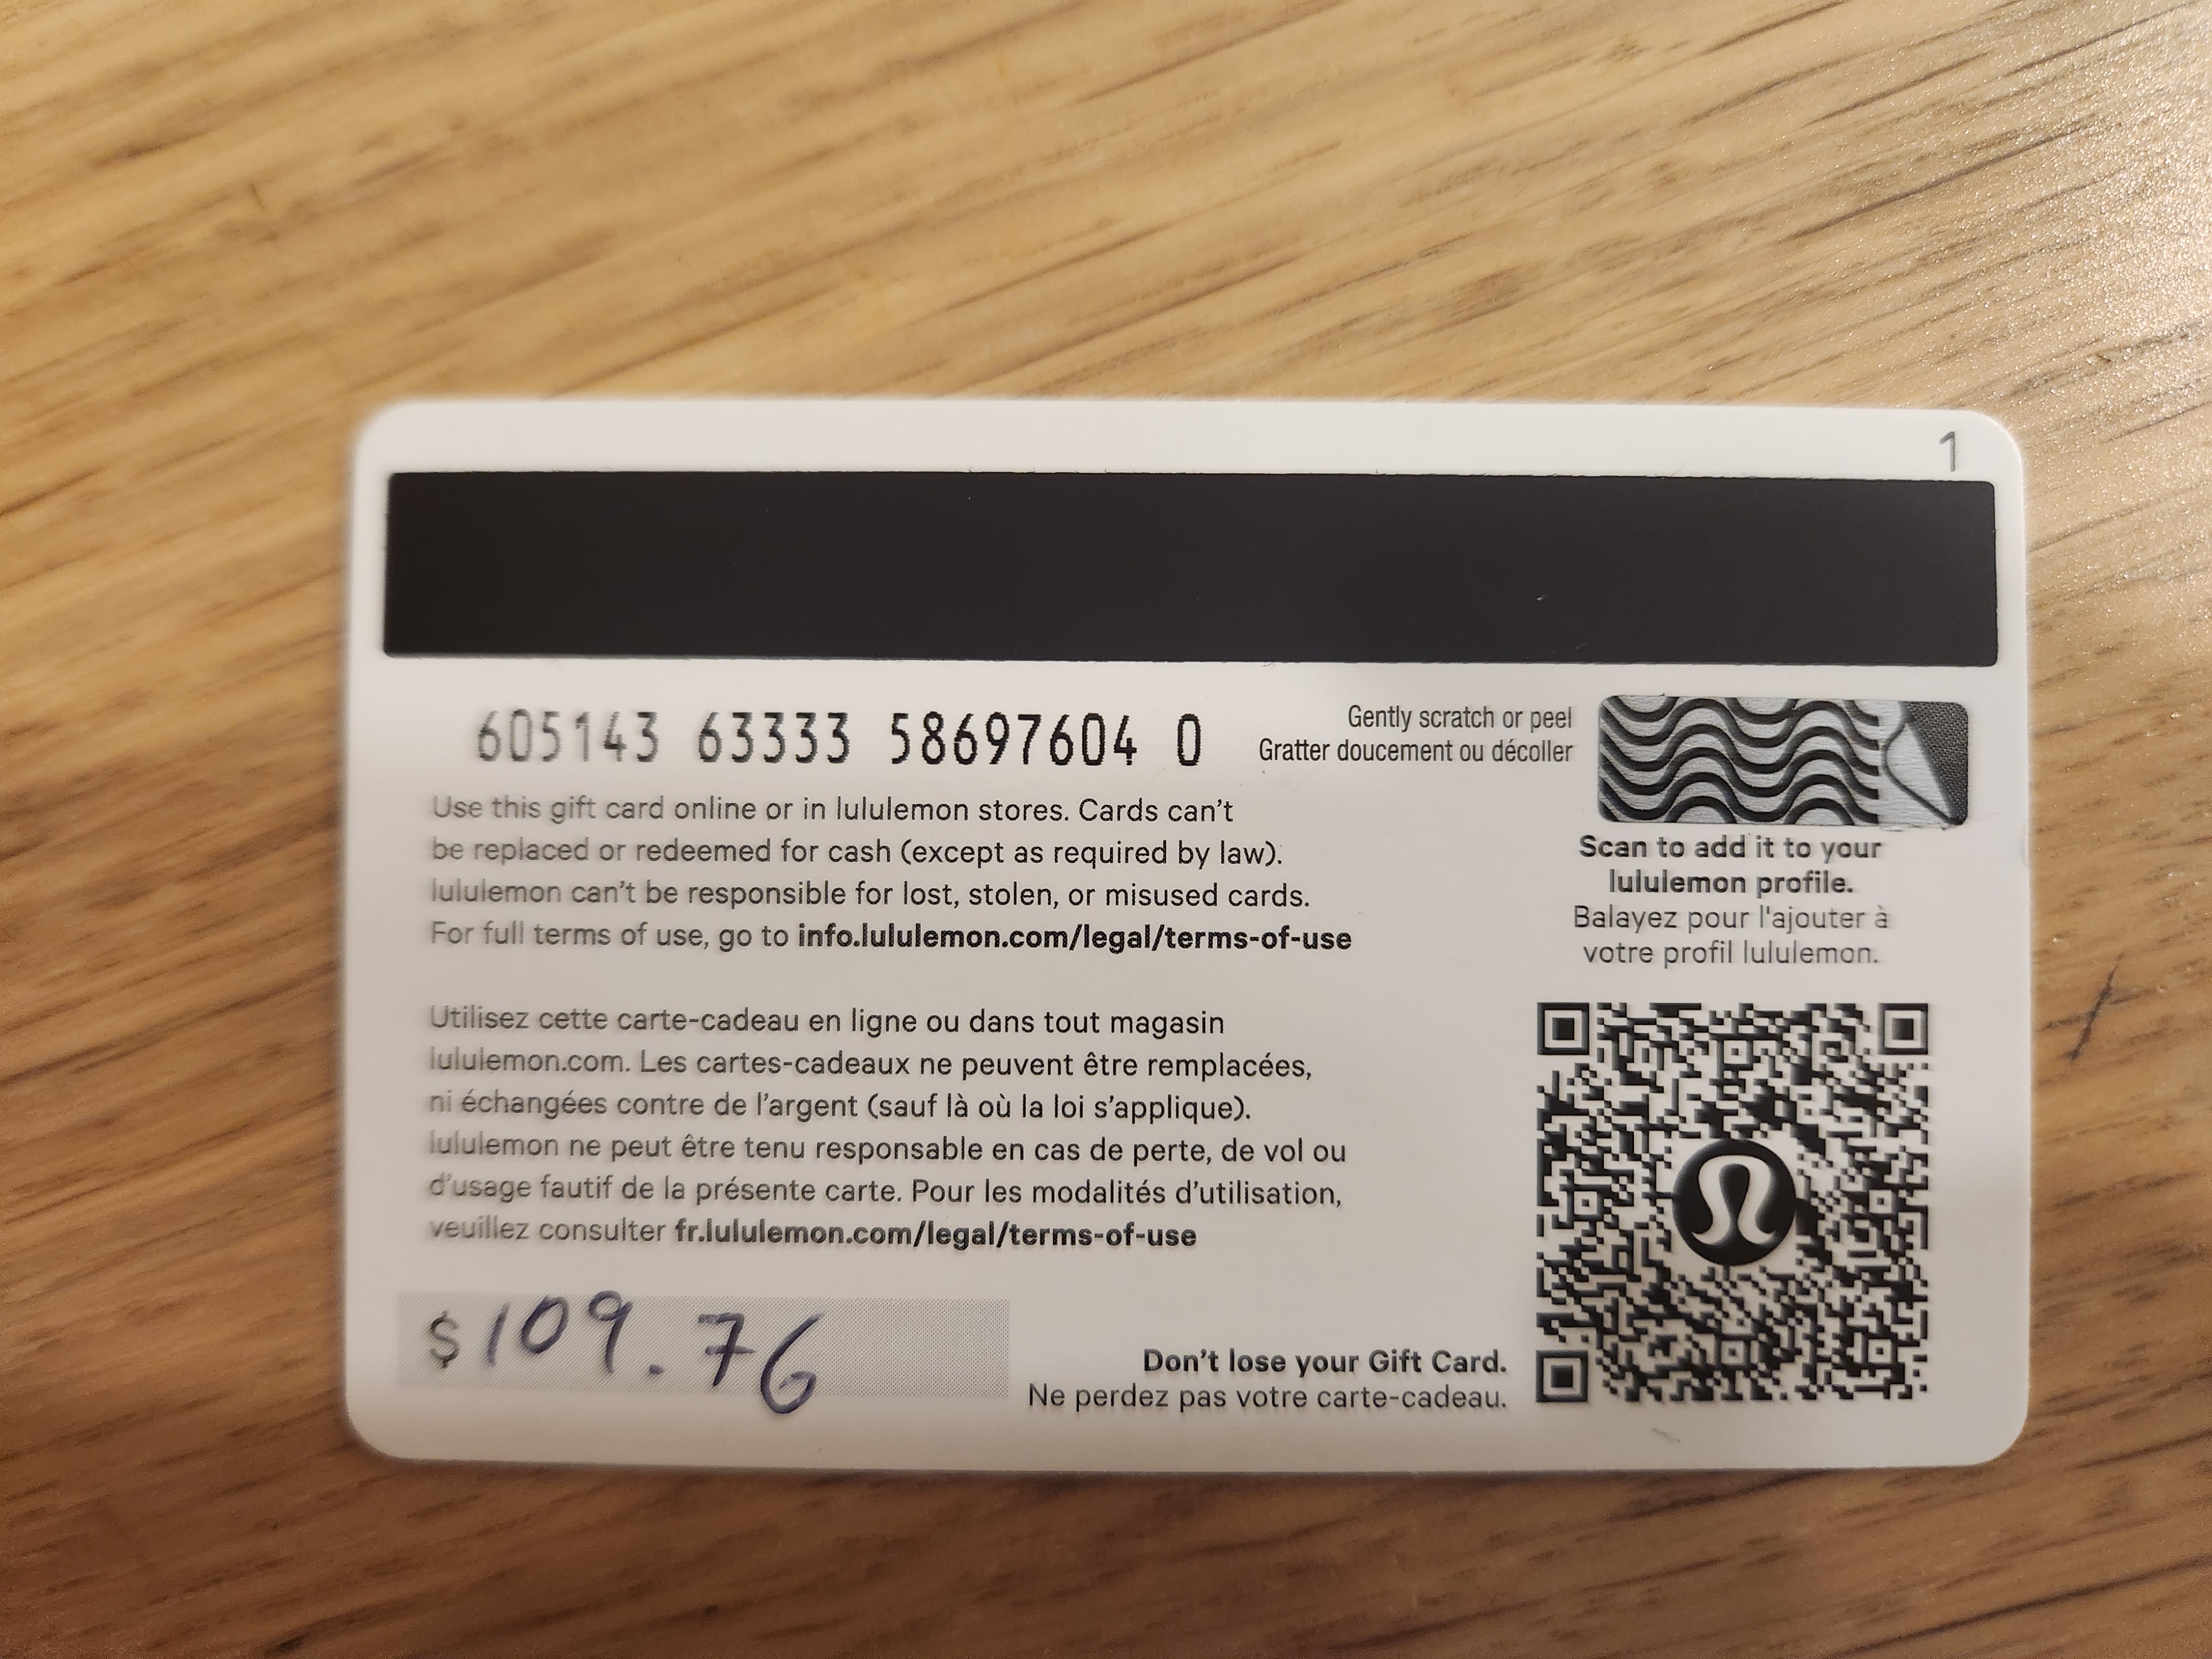 1
605143 63333 58697604 0
Gently scratch or peel
Gratter doucement ou décoller
Use this gift card online or in lululemon stores. Cards can't
be replaced or redeemed for cash (except as required by law).
lululemon can't be responsible for lost, stolen, or misused cards.
For full terms of use, go to info.lululemon.com/legal/terms-of-use
Scan to add it to your
lululemon profile.
Balayez pour l'ajouter à
votre profil lululemon.
Utilisez cette carte-cadeau en ligne ou dans tout magasin
lululemon.com. Les cartes-cadeaux ne peuvent être remplacées,
ni échangées contre de l'argent (sauf là où la loi s'applique).
lululemon ne peut être tenu responsable en cas de perte, de vol ou
d'usage fautif de la présente carte. Pour les modalités d'utilisation,
veuillez consulter fr.lululemon.com/legal/terms-of-use
$109.76
Don't lose your Gift Card.
Ne perdez pas votre carte-cadeau.